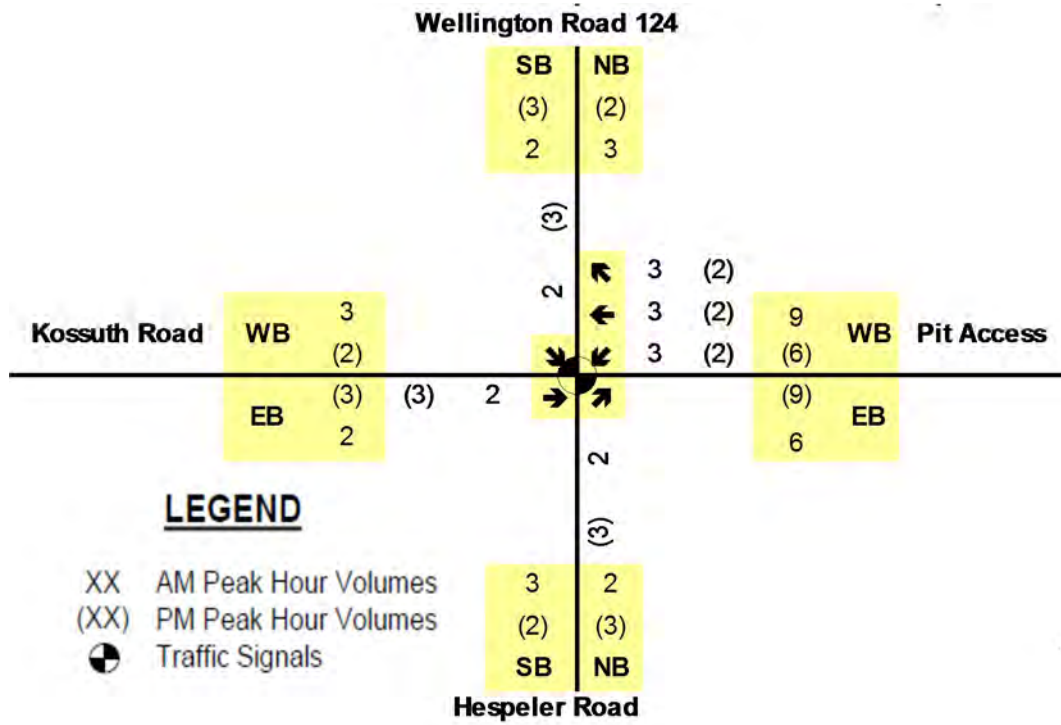 Wellington Road 124
SB NB
(3) (2)
2 3
(3)
2
3 (2)
3 (2)
3 (2)
Kossuth Road WB 3
(2)
EB (3) (3) 2
2
9 WB Pit Access
(6)
(9) EB
6
2
(3)
3 2
(2) (3)
SB NB
Hespeler Road
LEGEND
XX AM Peak Hour Volumes
(XX) PM Peak Hour Volumes
Traffic Signals